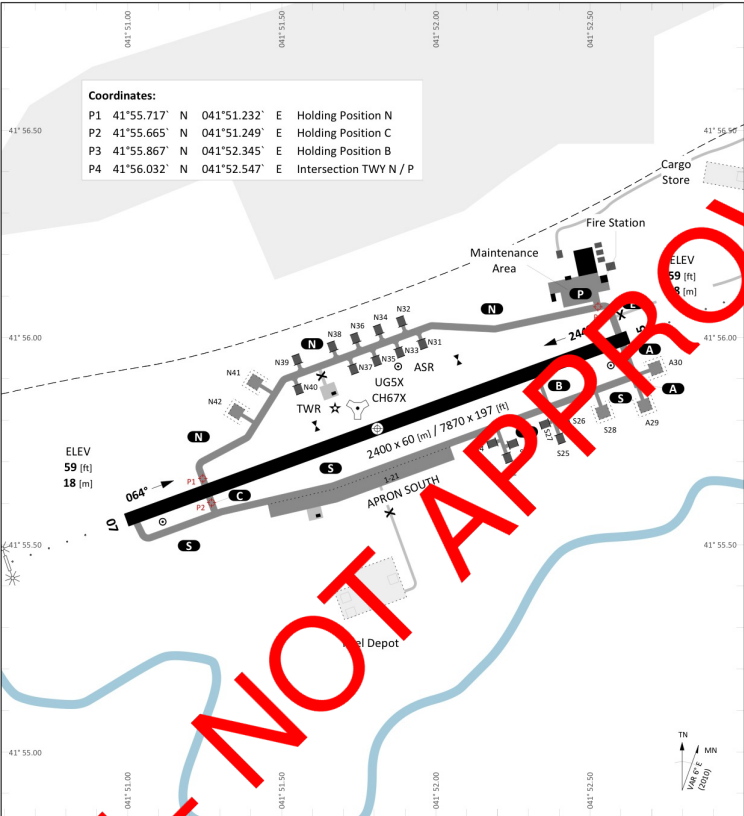 041° 51.00
041° 51.50
041° 52.00
041° 52.50
Coordinates:
P1 41°55.717` N 041°51.232` E Holding Position N
P2 41°55.665` N 041°51.249` E Holding Position C
P3 41°55.867` N 041°52.345` E Holding Position B
P4 41°56.032` N 041°52.547` E Intersection TWY N / P
41° 56.50
41° 56.50
Cargo
Store
Fire Station
Maintenance
Area
ELEV
59 [ft]
[m]
P
N
N32
N34
N36
N38
N
N31
N33
N35
N37
N39
N40
N41
N42
41° 56.00
41° 56.00
ASR
UG5X
CH67X
TWR
A
A30
B
S
A
A29
S28
S26
S27
S25
2400 x 60 [m] / 7870 x 197 [ft]
N
ELEV
59 [ft]
18 [m]
064°
P1
P2
C
S
1-21
APRON SOUTH
07
S
41° 55.50
41° 55.50
Depot
NOT
41° 55.00
41° 55.00
TN
MN
VAR 6° E
(2010)
041° 51.00
041° 51.50
041° 52.00
041° 52.50